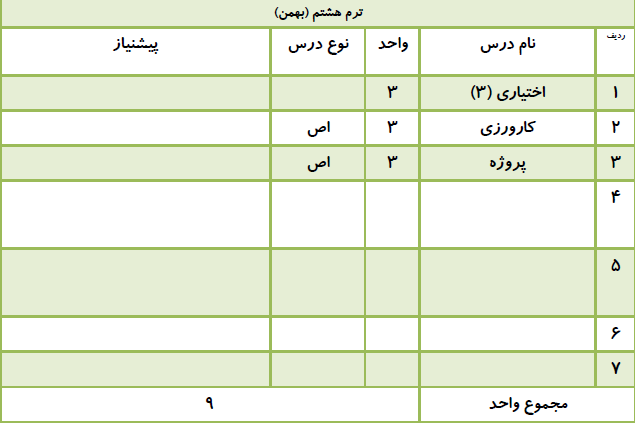 ترم هشتم (بهمن)
ردیف نام درس واحد نوع درس پیشنیاز
۱ اختیاری (۳) ۳
۲ کارورزی ۳ اص
۳ پروژه ۳ اص
۴
۵
۶
۷
مجموع واحد ۹